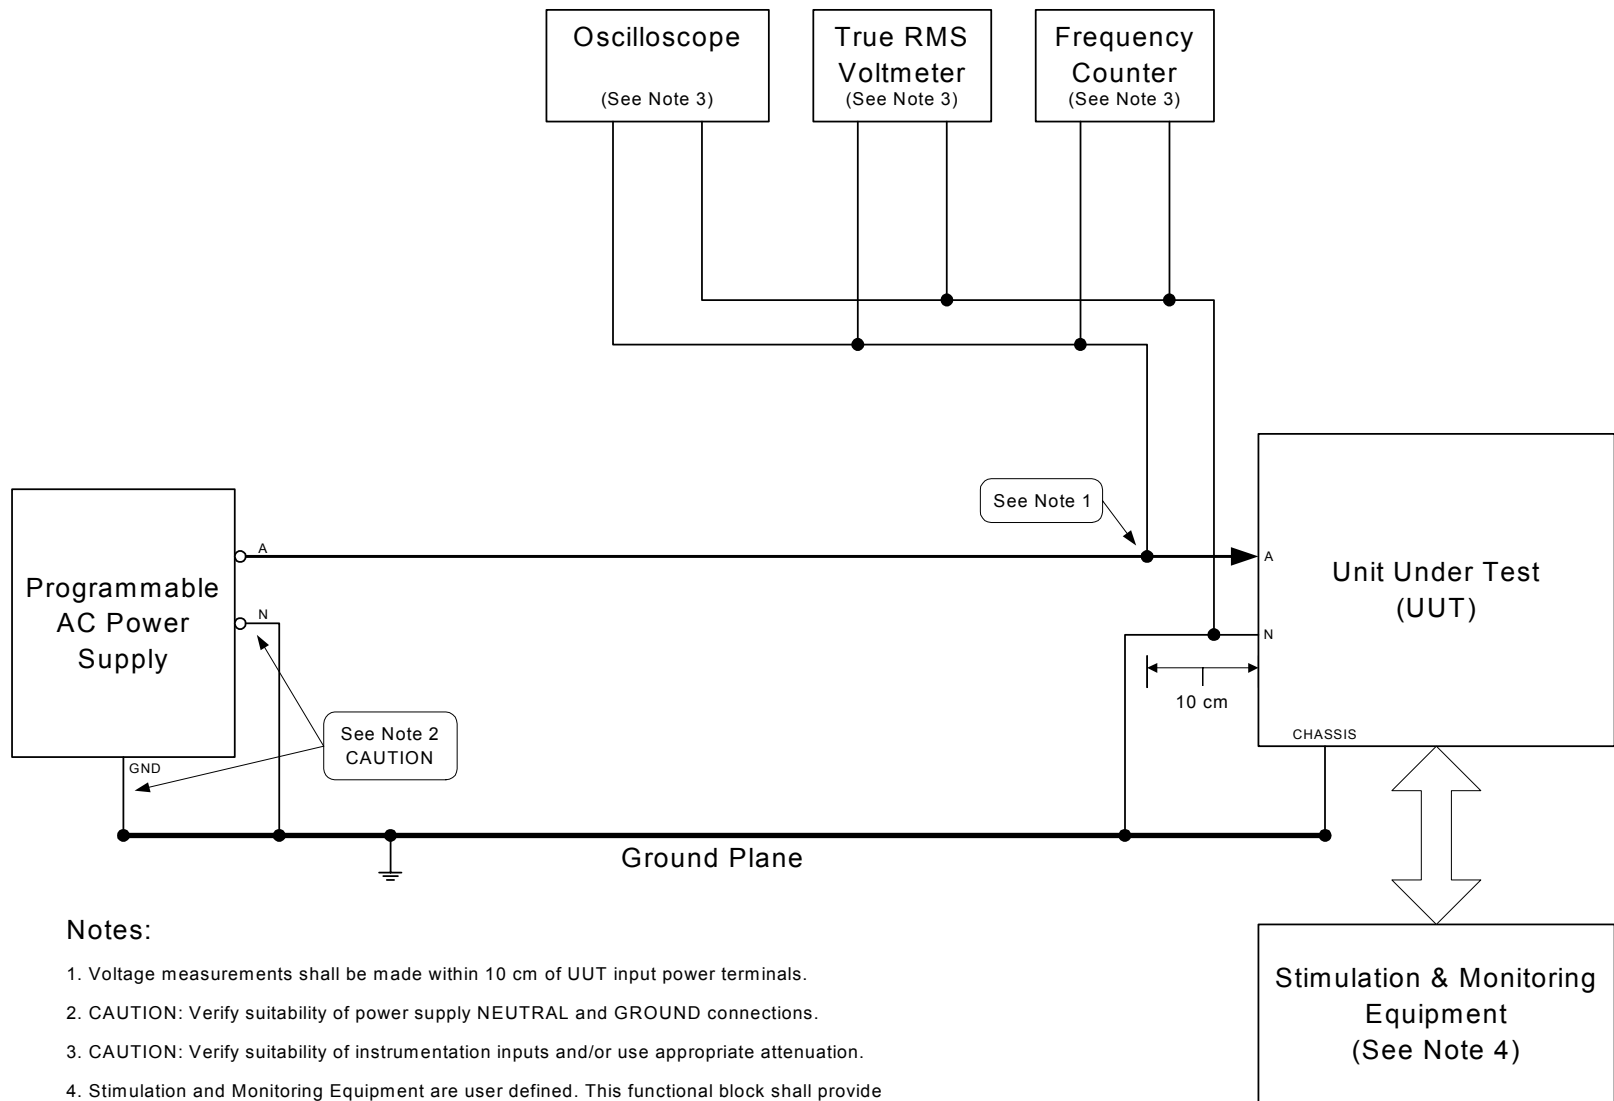 Oscilloscope
(See Note 3)
True RMS
Voltmeter
(See Note 3)
Frequency
Counter
(See Note 3)
See Note 1
Programmable
AC Power
Supply
A
N
GND
See Note 2
CAUTION
A
N
Unit Under Test
(UUT)
10 cm
CHASSIS
Ground Plane
Notes:
1. Voltage measurements shall be made within 10 cm of UUT input power terminals.
2. CAUTION: Verify suitability of power supply NEUTRAL and GROUND connections.
3. CAUTION: Verify suitability of instrumentation inputs and/or use appropriate attenuation.
4. Stimulation and Monitoring Equipment are user defined. This functional block shall provide
Stimulation & Monitoring
Equipment
(See Note 4)